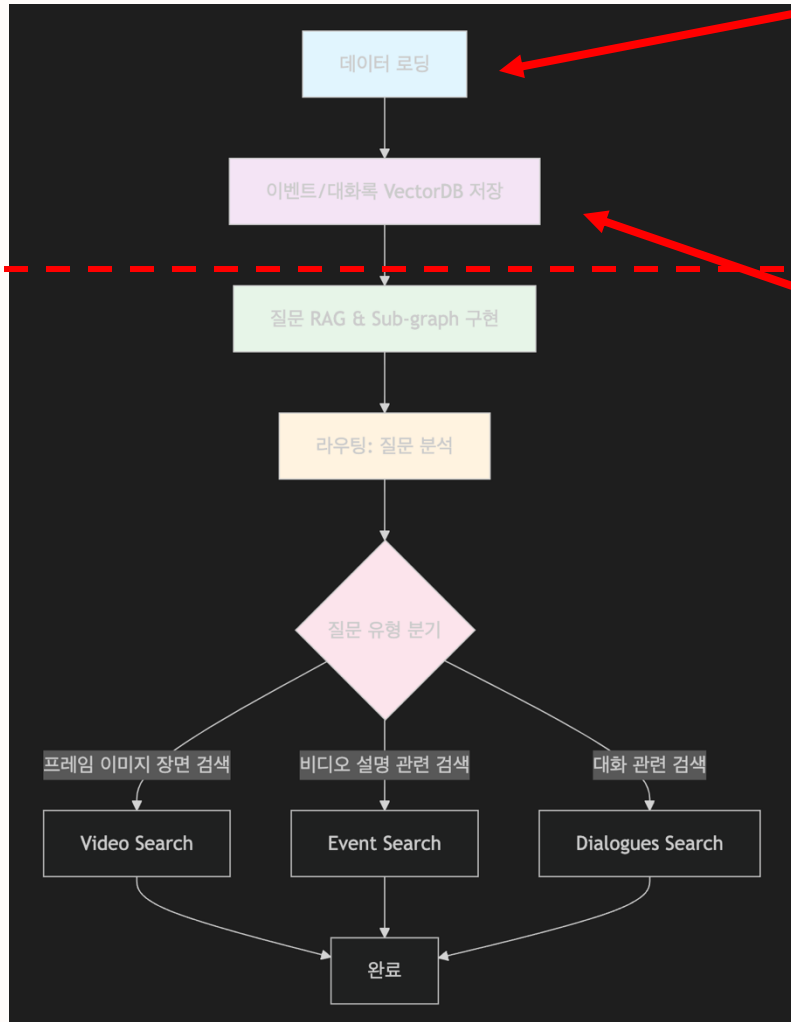 데이터 로딩
이벤트/대화록 VectorDB 저장
질문 RAG & Sub-graph 구현
라우팅: 질문 분석
질문 유형 분기
프레임 이미지 장면 검색
비디오 설명 관련 검색
대화 관련 검색
Video Search
Event Search
Dialogues Search
완료